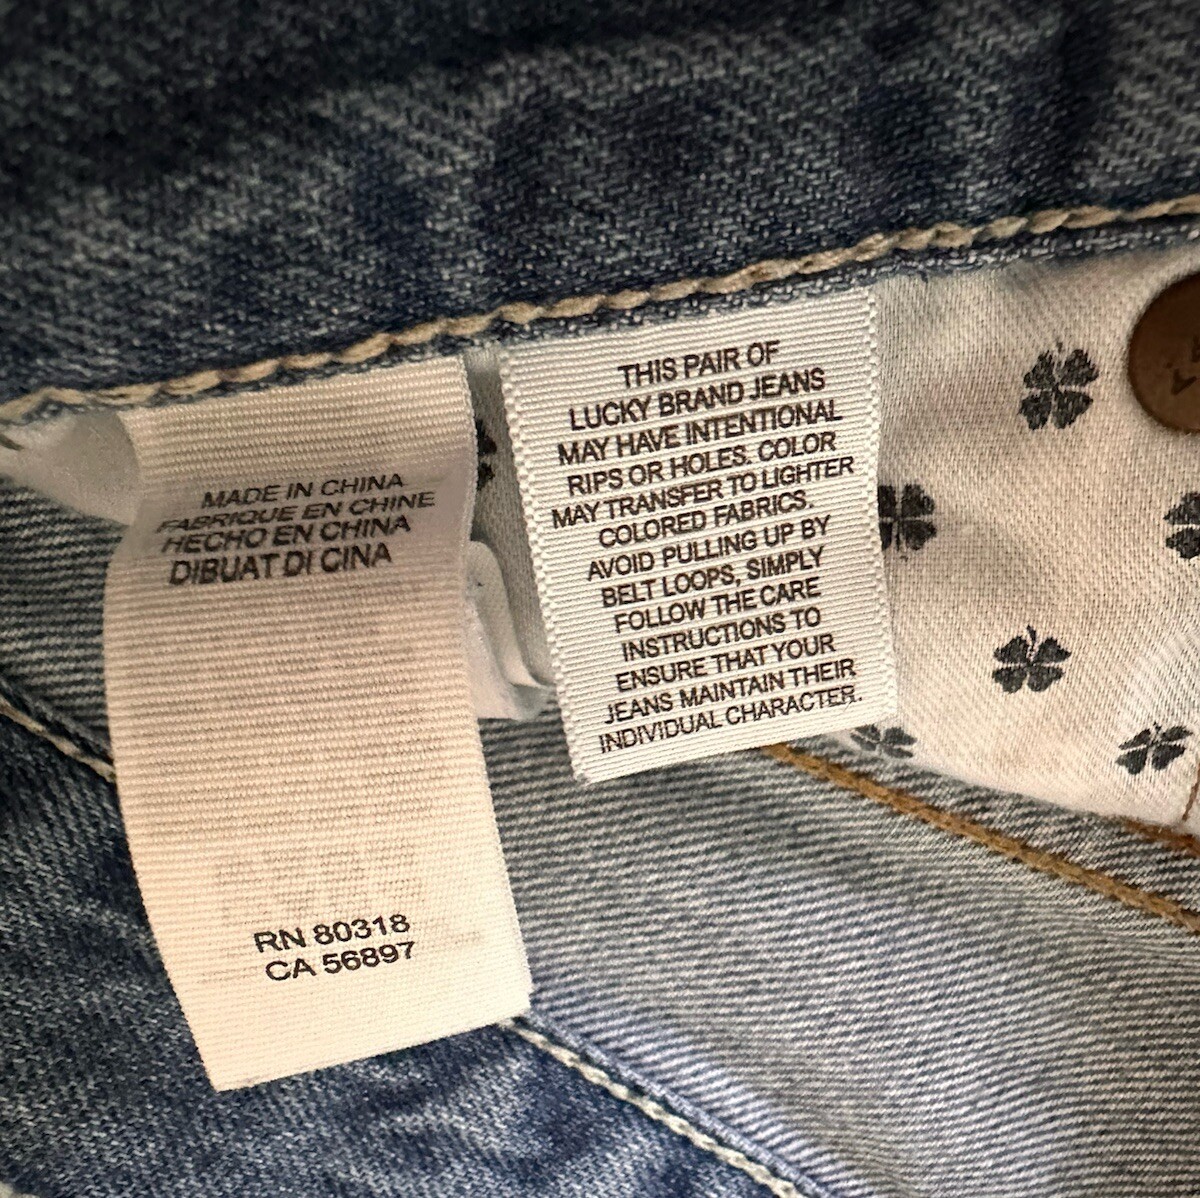 MADE IN CHINA
FABRIQUE EN CHINE
HECHO EN CHINA
DIBUAT DI CINA
RN 80318
CA 56897
THIS PAIR OF
LUCKY BRAND JEANS
MAY HAVE INTENTIONAL
RIPS OR HOLES. COLOR
MAY TRANSFER TO LIGHTER
COLORED FABRICS.
AVOID PULLING UP BY
BELT LOOPS, SIMPLY
FOLLOW THE CARE
INSTRUCTIONS TO
ENSURE THAT YOUR
JEANS MAINTAIN THEIR
INDIVIDUAL CHARACTER.